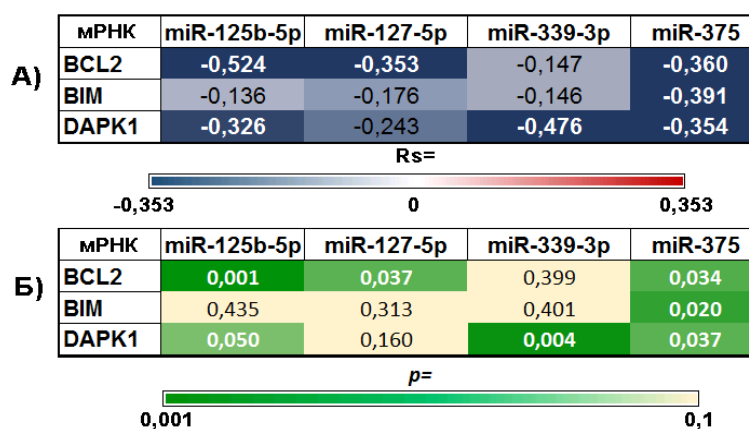 А)
мРНК miR-125b-5p miR-127-5p miR-339-3p miR-375
BCL2 -0,524 -0,353 -0,147 -0,360
BIM -0,136 -0,176 -0,146 -0,391
DAPK1 -0,326 -0,243 -0,476 -0,354
Rs=
-0,353 0 0,353
Б)
мРНК miR-125b-5p miR-127-5p miR-339-3p miR-375
BCL2 0,001 0,037 0,399 0,034
BIM 0,435 0,313 0,401 0,020
DAPK1 0,050 0,160 0,004 0,037
p=
0,001 0,1